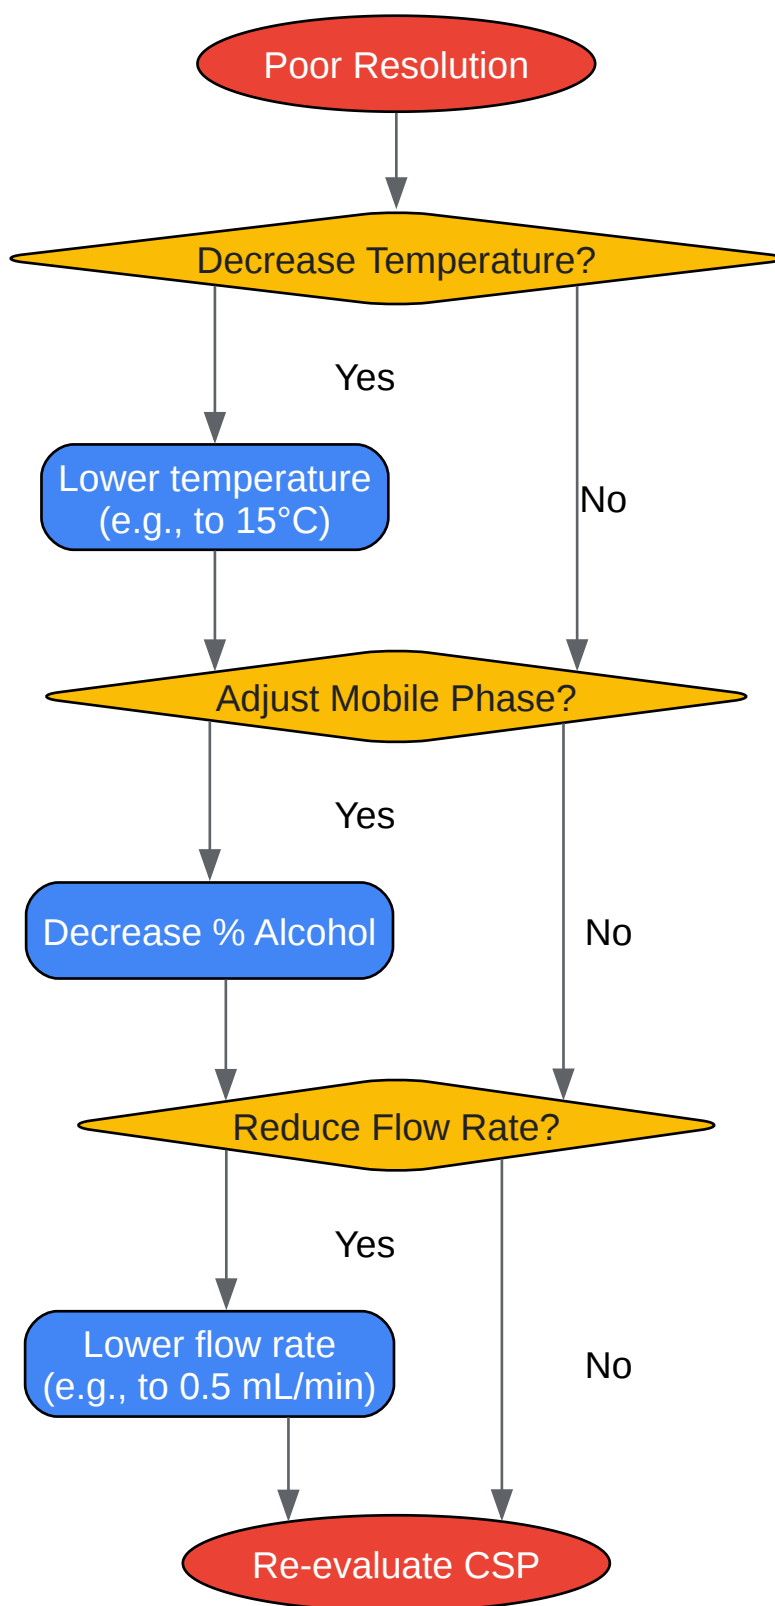 Poor Resolution
Decrease Temperature?
Yes
Lower temperature
(e.g., to 15°C)
No
Adjust Mobile Phase?
Yes
Decrease % Alcohol
No
Reduce Flow Rate?
Yes
Lower flow rate
(e.g., to 0.5 mL/min)
No
Re-evaluate CSP